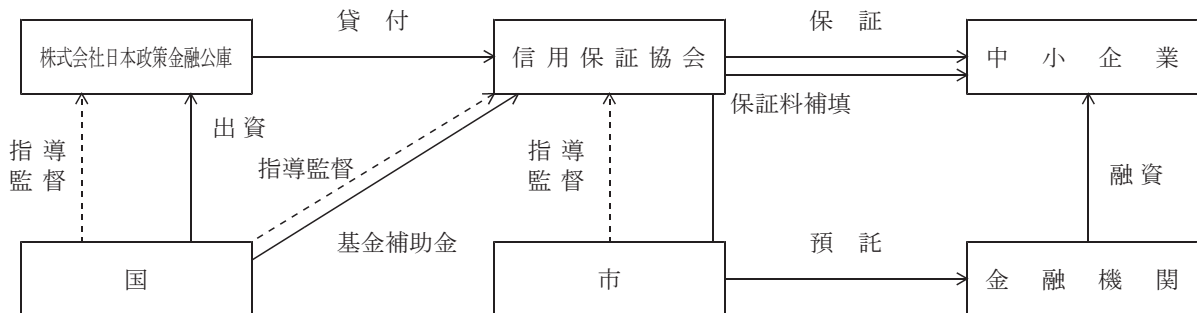 貸付
保証
株式会社日本政策金融公庫
信用保証協会
中小企業
保証料補填
出資
指導
監督
指導監督
指導
監督
融資
基金補助金
預託
国
市
金融機関